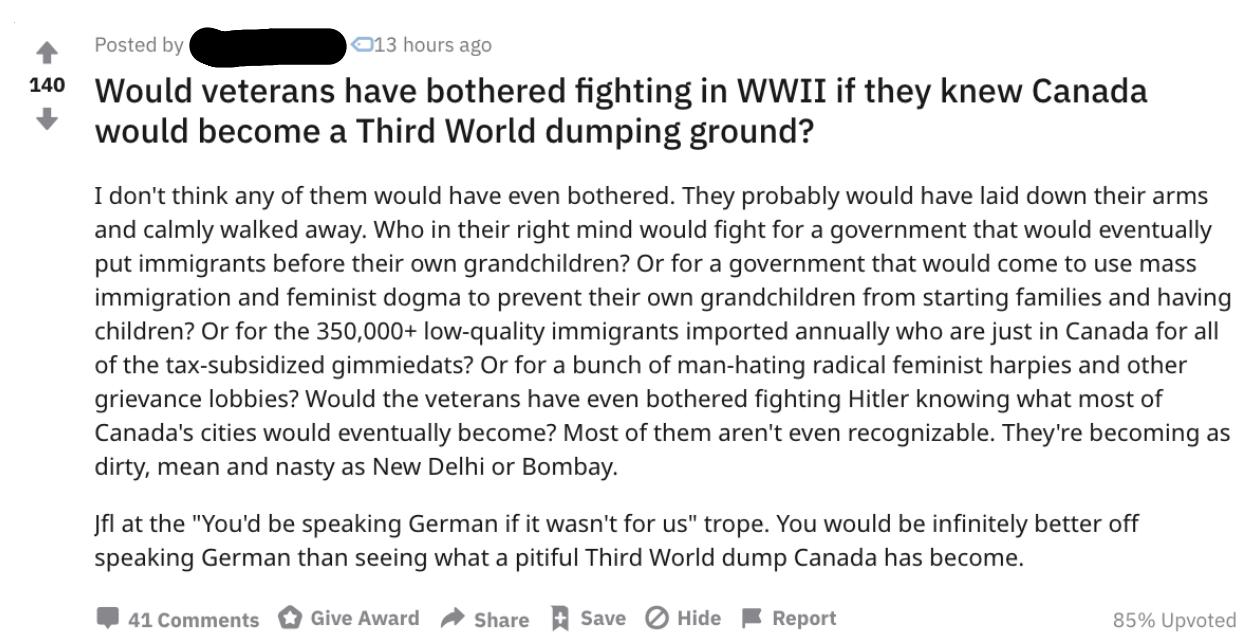 Posted by 13 hours ago
140
Would veterans have bothered fighting in WWII if they knew Canada
would become a Third World dumping ground?
I don't think any of them would have even bothered. They probably would have laid down their arms
and calmly walked away. Who in their right mind would fight for a government that would eventually
put immigrants before their own grandchildren? Or for a government that would come to use mass
immigration and feminist dogma to prevent their own grandchildren from starting families and having
children? Or for the 350,000+ low-quality immigrants imported annually who are just in Canada for all
of the tax-subsidized gimmiedats? Or for a bunch of man-hating radical feminist harpies and other
grievance lobbies? Would the veterans have even bothered fighting Hitler knowing what most of
Canada's cities would eventually become? Most of them aren't even recognizable. They're becoming as
dirty, mean and nasty as New Delhi or Bombay.
Jfl at the "You'd be speaking German if it wasn't for us" trope. You would be infinitely better off
speaking German than seeing what a pitiful Third World dump Canada has become.
41 Comments Give Award Share Save Hide Report 85% Upvoted